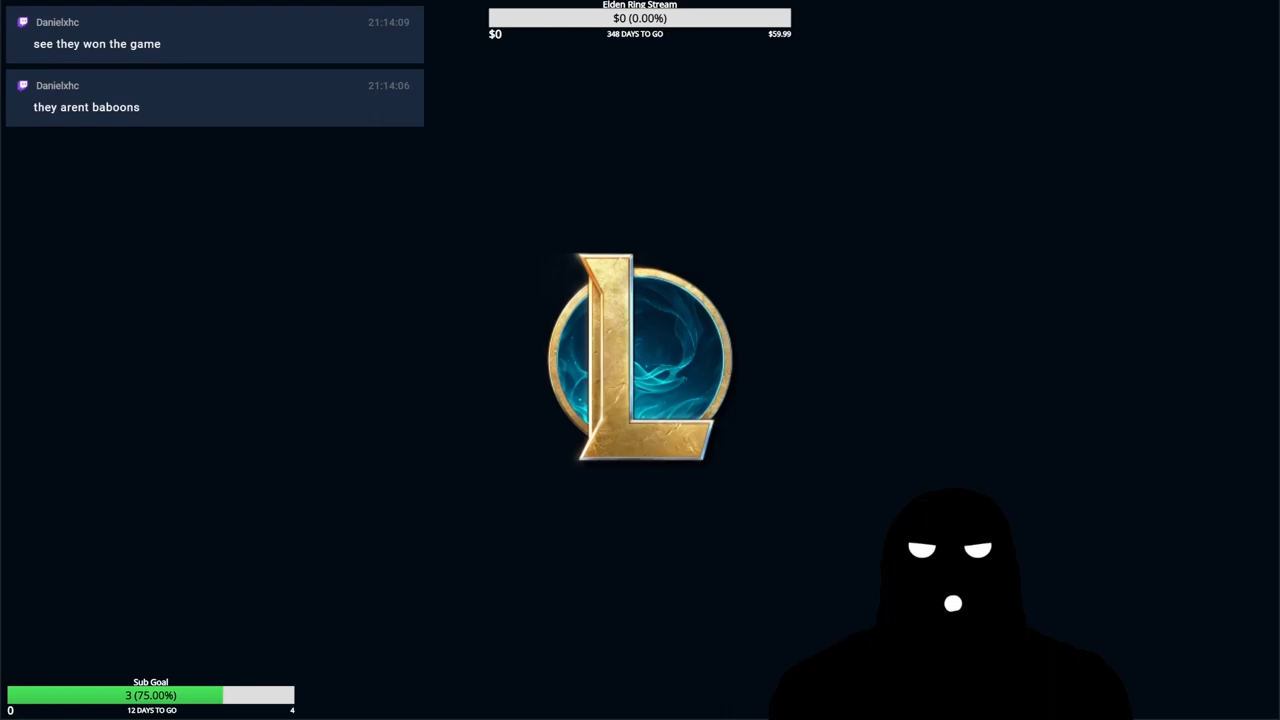 Danielxhc 21:14:09
see they won the game
Danielxhc 21:14:06
they arent baboons
Elden Ring Stream
$0 (0.00%)
$0 348 DAYS TO GO $59.99
L
Sub Goal
3 (75.00%)
0 12 DAYS TO GO 4